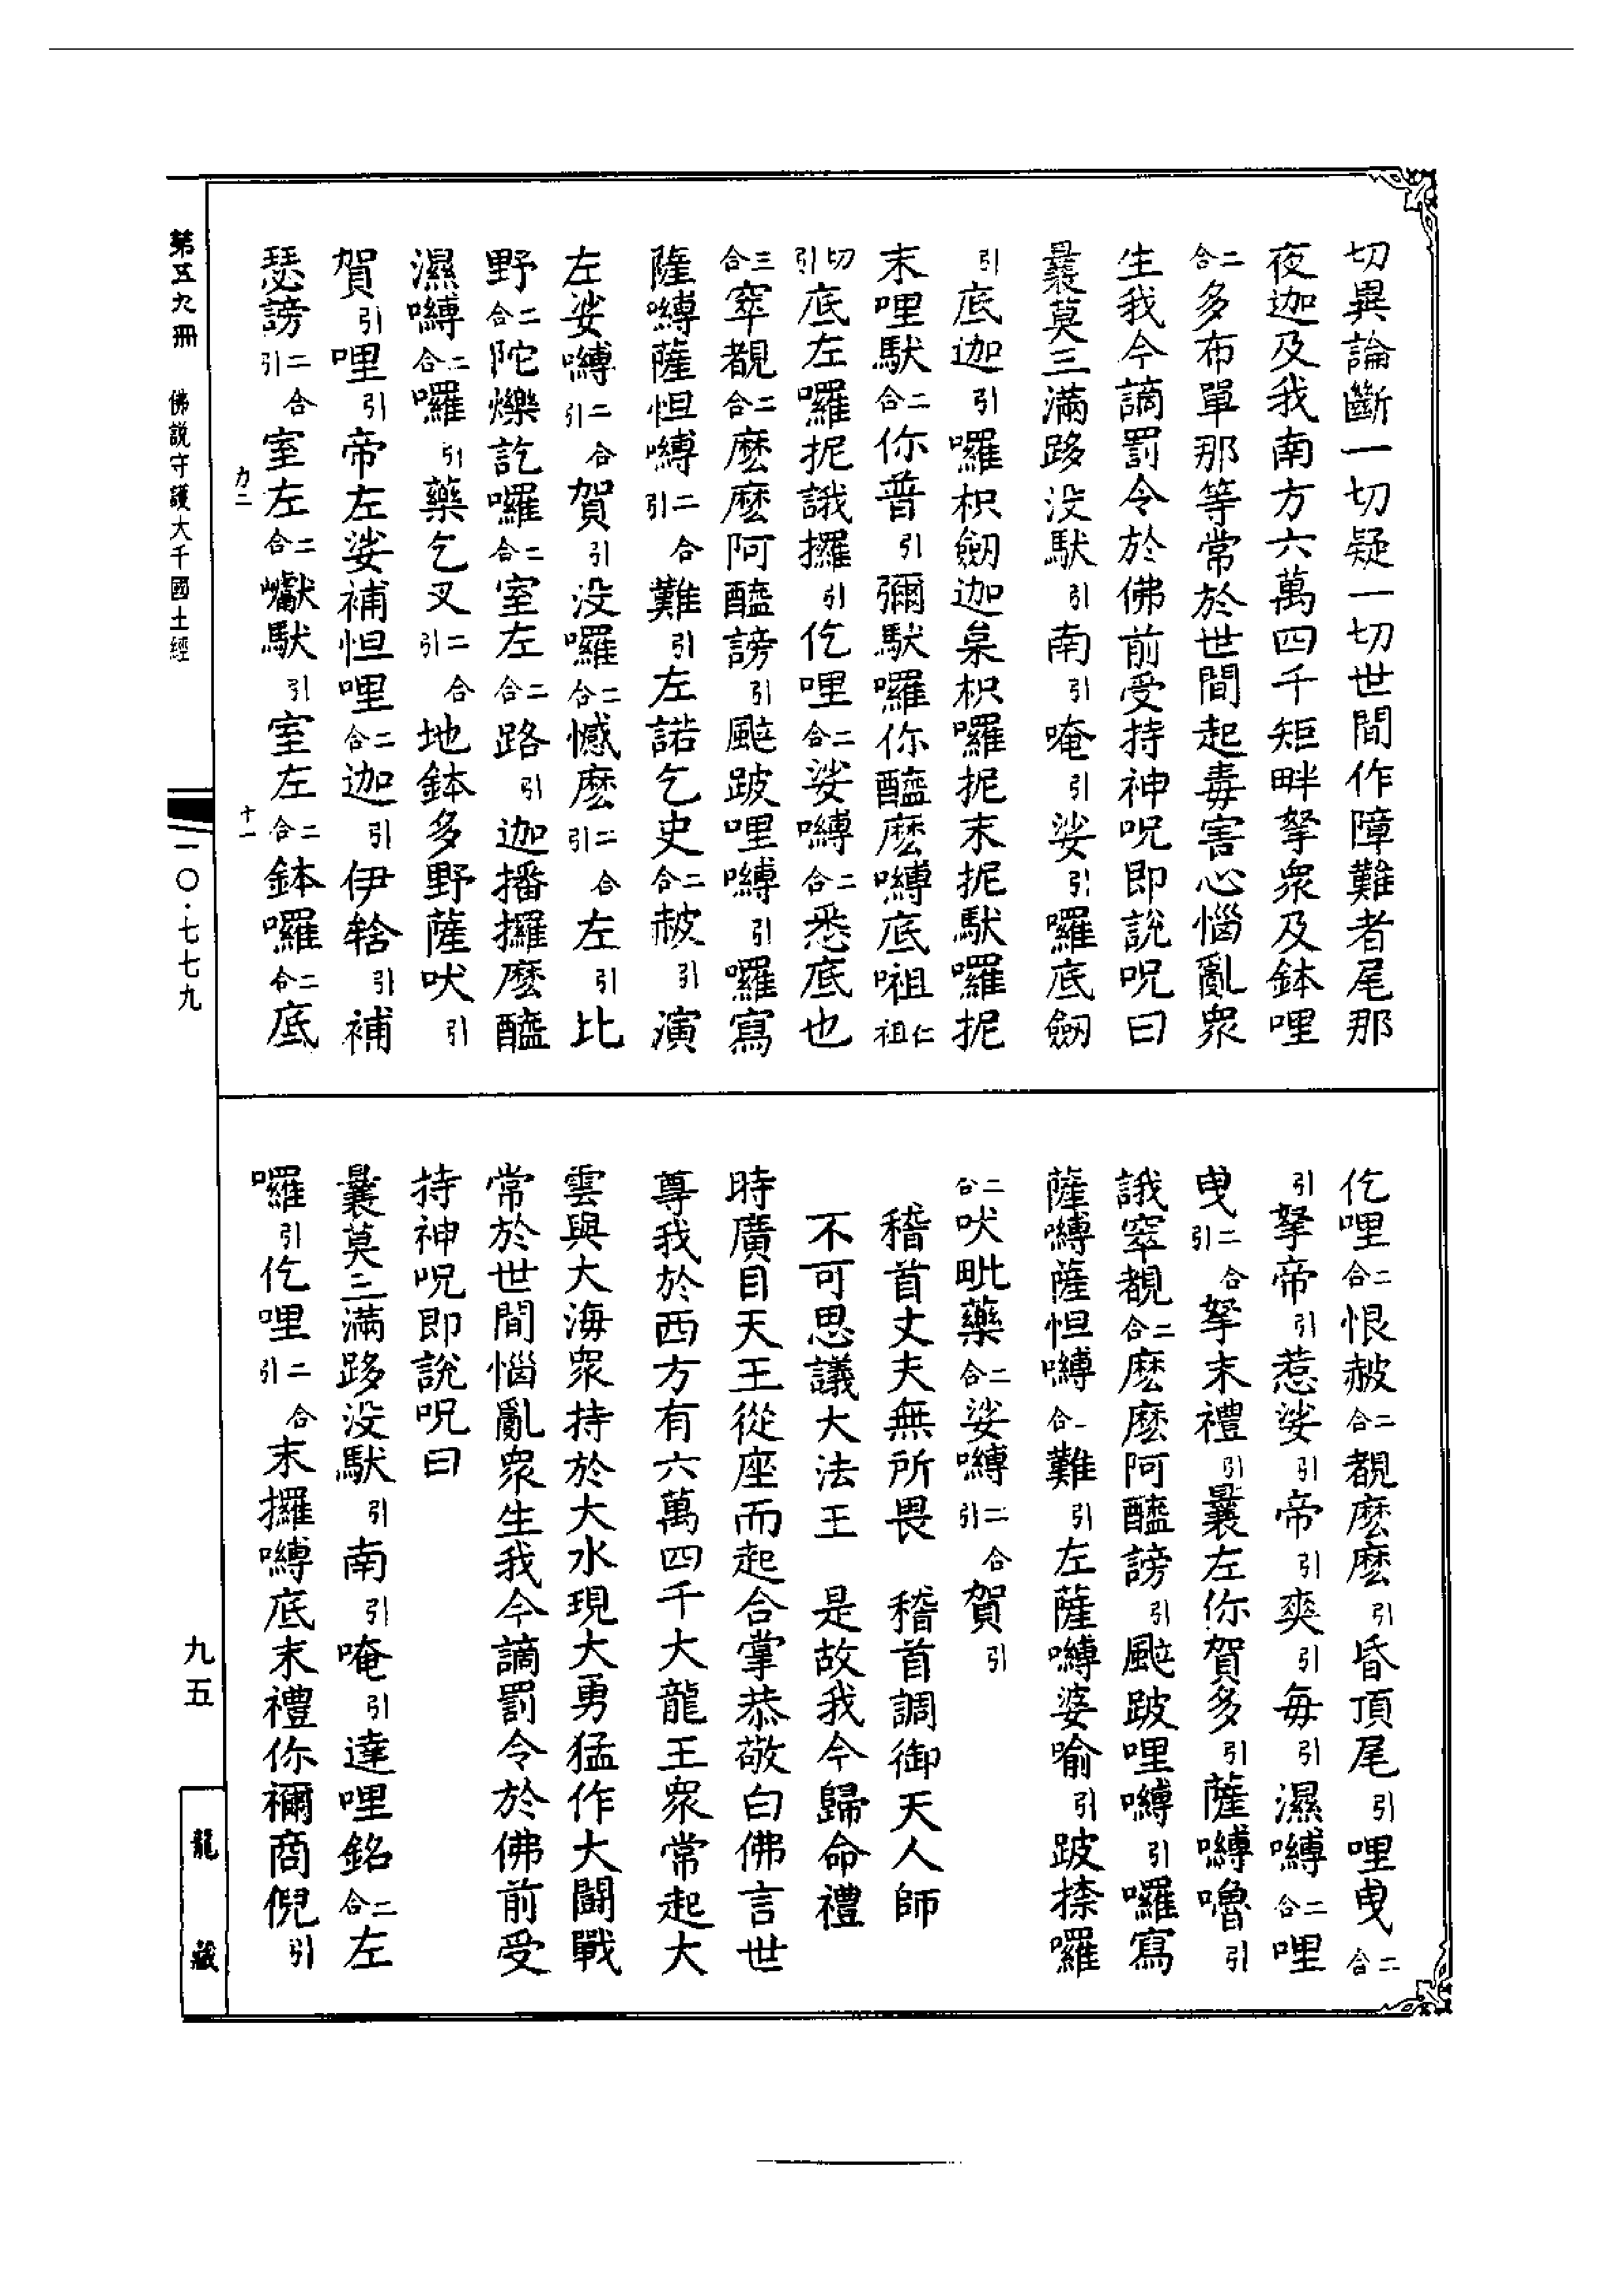 切異論斷一切疑一切世間作障難者尾那
夜迦及我南方六萬四千矩畔拏衆及鉢哩
二合多布單那等常於世間起毒害心惱亂衆
生我今謫罰令於佛前受持神呪即說呪曰
曩莫三滿跢没馱引南引唵引娑引囉底劒
引底迦引囉枳劒迦枲枳囉抳末抳馱囉抳
末哩馱二合你普引彌馱囉你醯麽嚩底𠸪仁祖
切引底左囉抳誐攞引仡哩二合娑嚩二合悉底也
三合窣覩二合麽麽阿醯謗引颰跛哩嚩引囉寫
薩嚩薩怛嚩二合引難引左諾乞史二合赧引演
左娑嚩二合引賀引没囉二合憾麽二合引左引比
野二合陀爍訖囉二合室左二合路引迦播攞麽醯
濕嚩二合囉引藥乞叉二合引地鉢多野薩吠引
賀引哩引帝左娑補怛哩二合迦引伊𤚥引補
瑟謗二合引室左二合巘馱引室左二合鉢囉二合底
仡哩二合恨赧二合覩麽麽引昏頂尾引哩曳二合
引拏帝引惹娑引帝引爽引每引濕嚩二合哩
曳二合引拏末禮引曩左你賀多引薩嚩嚕引
誐窣覩二合麽麽阿醯謗引颰跛哩嚩引囉寫
薩嚩薩怛嚩二合難引左薩嚩婆喻引跛捺囉
二合吠毗藥二合娑嚩二合引賀引
稽首丈夫無所畏　稽首調御天人師
不可思議大法王　是故我今歸命禮
時廣目天王從座而起合掌恭敬白佛言世
尊我於西方有六萬四千大龍王衆常起大
雲與大海衆持於大水現大勇猛作大鬪戰
常於世間惱亂衆生我今謫罰令於佛前受
持神呪即說呪曰
曩莫三滿跢没馱引南引唵引達哩銘二合左
囉引仡哩二合引末攞嚩底末禮你禰商倪引
第五九冊　佛説守護大千國土經
力二　十一
一〇·七七九
九五
龍藏